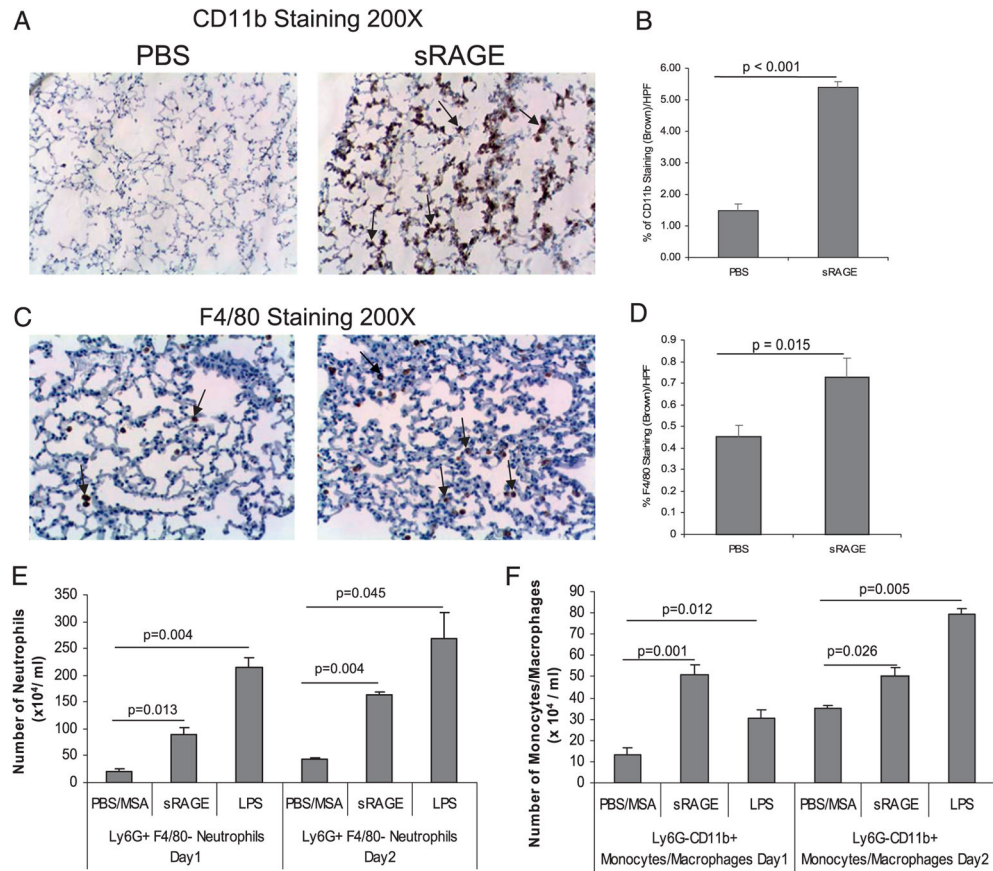 A
CD11b Staining 200X
PBS
sRAGE
B
p < 0.001
% of CD11b Staining (Brown)/HPF
6.00
5.00
4.00
3.00
2.00
1.00
0.00
PBS
sRAGE
C
F4/80 Staining 200X
D
p = 0.015
% F4/80 Staining (Brown)/HPF
0.9
0.8
0.7
0.6
0.5
0.4
0.3
0.2
0.1
0
PBS
sRAGE
E
Number of Neutrophils
(x10⁴/ ml)
350
300
250
200
150
100
50
0
p=0.045
p=0.004
p=0.004
p=0.013
PBS/MSA
sRAGE
LPS
PBS/MSA
sRAGE
LPS
Ly6G+ F4/80- Neutrophils
Day1
Ly6G+ F4/80- Neutrophils
Day2
F
Number of Monocytes/Macrophages
(x 10⁴ / ml)
90
80
70
60
50
40
30
20
10
0
p=0.005
p=0.012
p=0.026
p=0.001
PBS/MSA
sRAGE
LPS
PBS/MSA
sRAGE
LPS
Ly6G-CD11b+
Monocytes/Macrophages Day1
Ly6G-CD11b+
Monocytes/Macrophages Day2